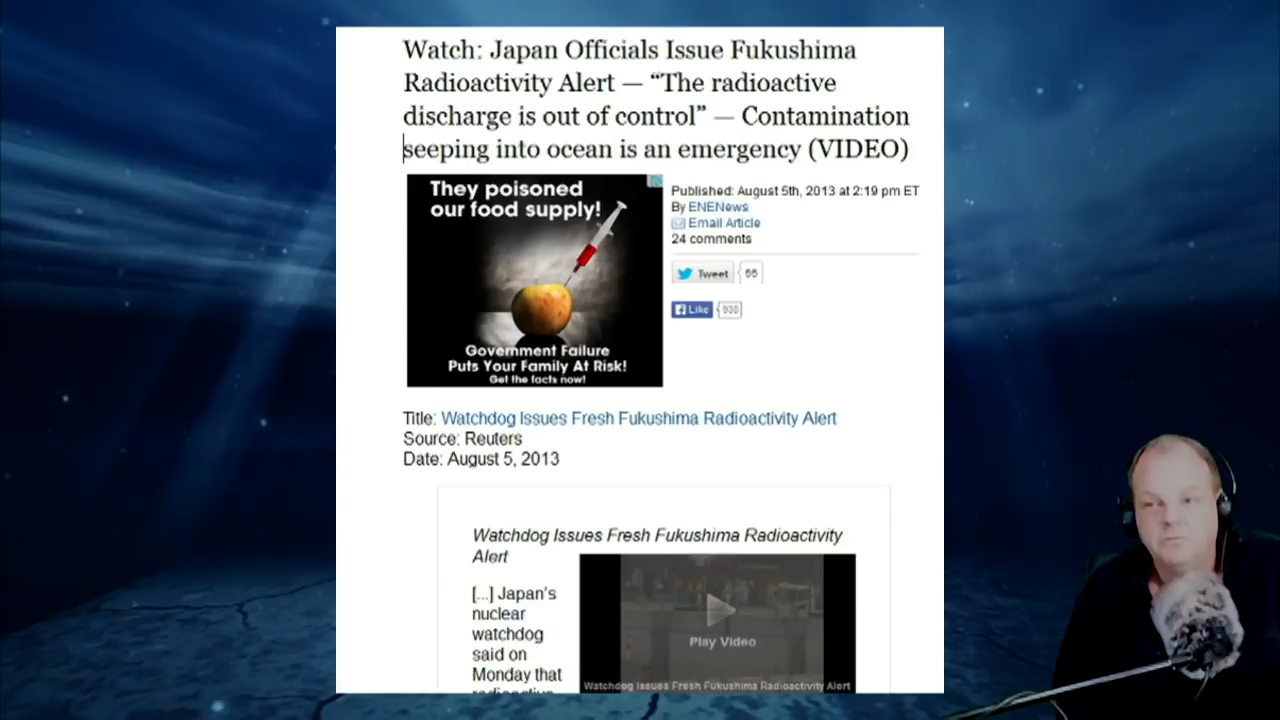 Watch: Japan Officials Issue Fukushima
Radioactivity Alert — “The radioactive
discharge is out of control” — Contamination
seeping into ocean is an emergency (VIDEO)
They poisoned
our food supply!
Government Failure
Puts Your Family At Risk!
Get the facts now!
Published: August 5th, 2013 at 2:19 pm ET
By ENENews
Email Article
24 comments
Tweet
Like
Title: Watchdog Issues Fresh Fukushima Radioactivity Alert
Source: Reuters
Date: August 5, 2013
Watchdog Issues Fresh Fukushima Radioactivity
Alert
[...] Japan's
nuclear
watchdog
said on
Monday that
Play Video
Watchdog Issues Fresh Fukushima Radioactivity Alert